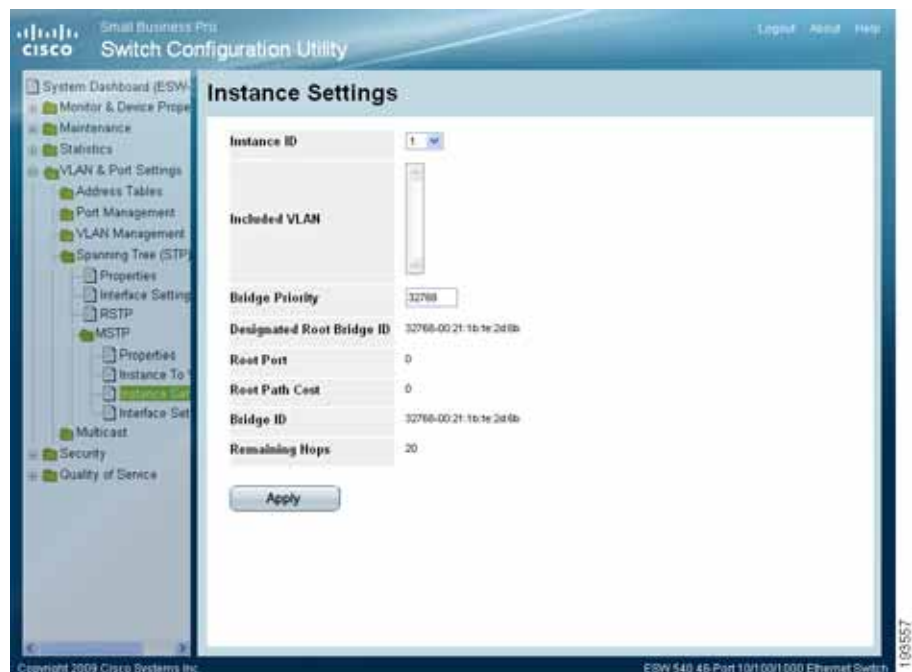 Small Business Pro
CISCO Switch Configuration Utility
Logout About Help
System Dashboard (ESW-
Monitor & Device Prope
Maintenance
Statistics
VLAN & Port Settings
Address Tables
Port Management
VLAN Management
Spanning Tree (STP)
Properties
Interface Setting
RSTP
MSTP
Properties
Instance To
Instance Set
Interface Set
Multicast
Security
Quality of Service
Instance Settings
Instance ID 1
Included VLAN
Bridge Priority 32768
Designated Root Bridge ID 32768-00:21:1b:fe:2d:6b
Root Port 0
Root Path Cost 0
Bridge ID 32768-00:21:1b:fe:2d:6b
Remaining Hops 20
Apply
Copyright 2009 Cisco Systems Inc.
ESW 540 48-Port 10/100/1000 Ethernet Switch
193557